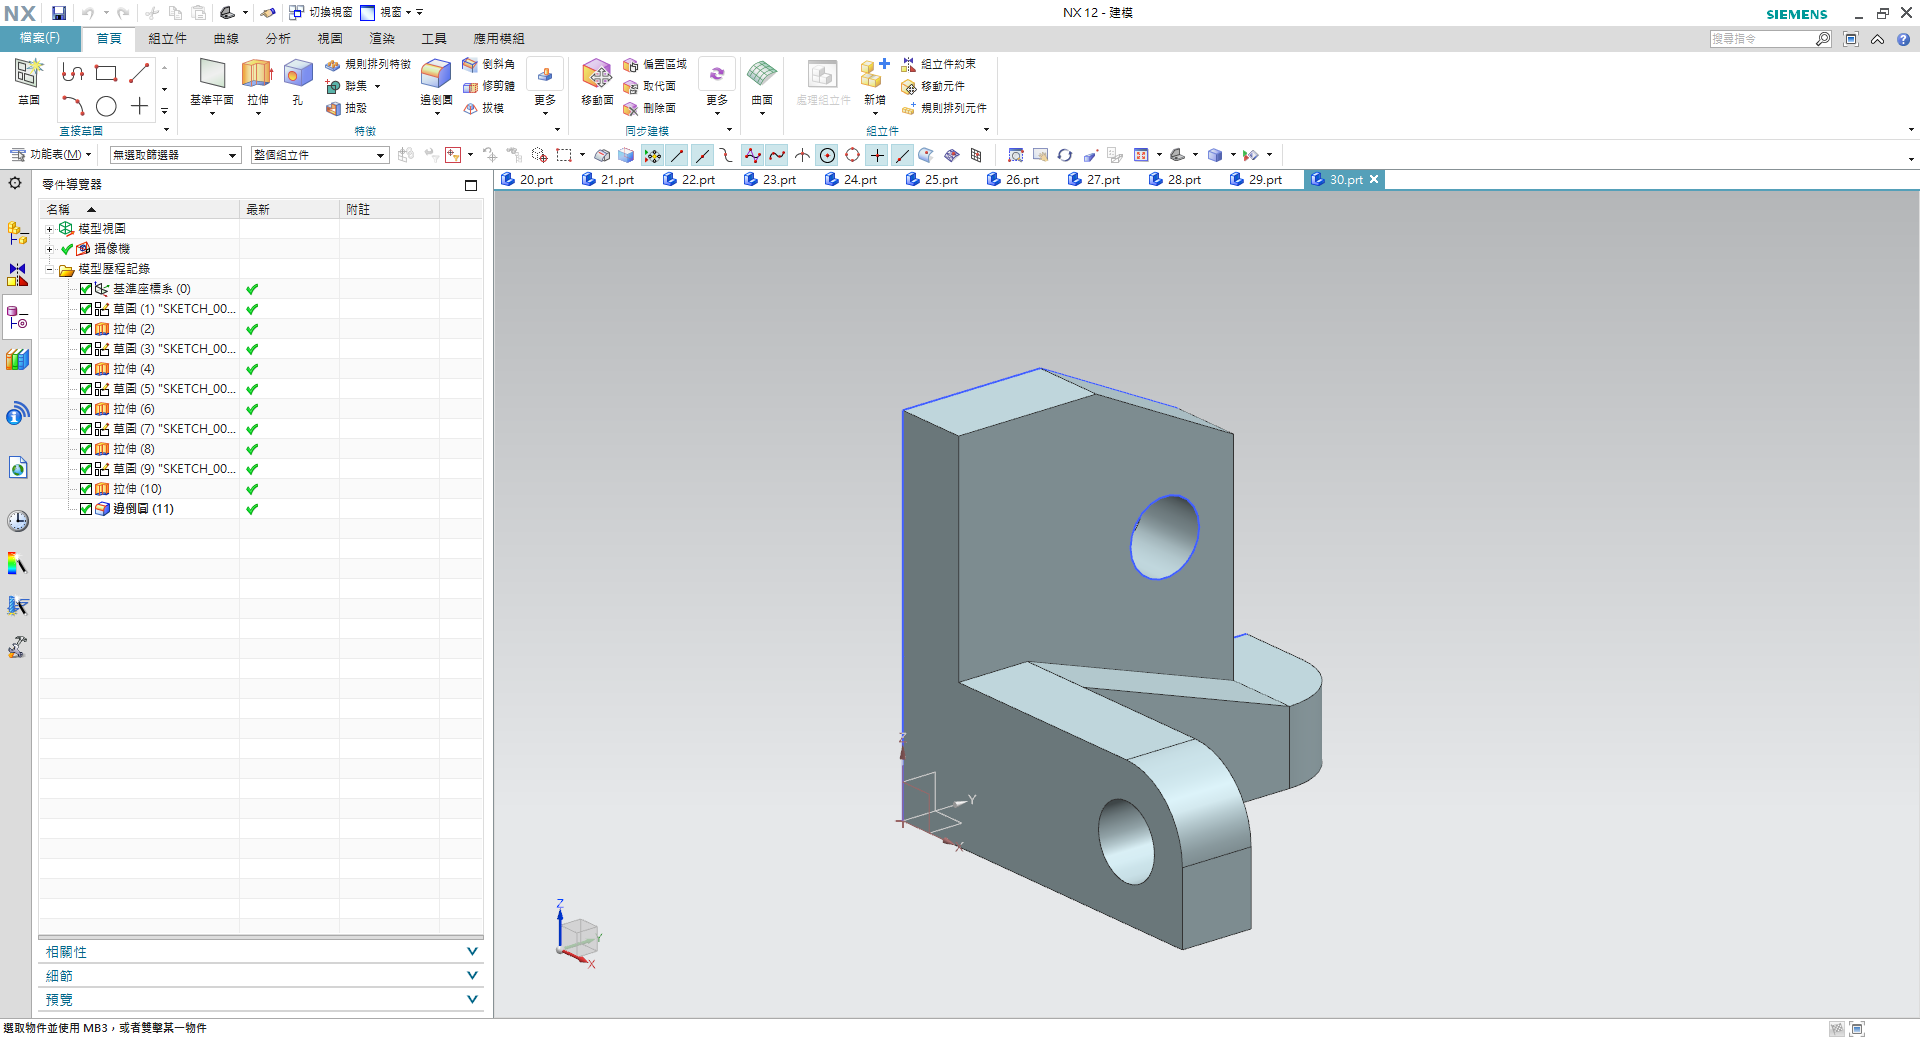 NX 切換視窗 視窗 NX 12 - 建模 SIEMENS
檔案(F) 首頁 組立件 曲線 分析 視圖 渲染 工具 應用模組 搜尋指令
草圖 基準平面 拉伸 孔 規則排列特徵 聯集 抽殼 邊倒圓 倒斜角 修剪體 拔模 更多 移動面 偏置區域 取代面 刪除面 更多 曲面 處理組立件 新增 組立件約束 移動元件 規則排列元件
直接草圖 特徵 同步建模 組立件
功能表(M) 無選取篩選器 整個組立件
零件導覽器 20.prt 21.prt 22.prt 23.prt 24.prt 25.prt 26.prt 27.prt 28.prt 29.prt 30.prt
名稱 最新 附註
模型視圖
攝像機
模型歷程記錄
基準座標系 (0)
草圖 (1) "SKETCH_00...
拉伸 (2)
草圖 (3) "SKETCH_00...
拉伸 (4)
草圖 (5) "SKETCH_00...
拉伸 (6)
草圖 (7) "SKETCH_00...
拉伸 (8)
草圖 (9) "SKETCH_00...
拉伸 (10)
邊倒圓 (11)
Z
Y
X
Z
Y
X
相關性
細節
預覽
選取物件並使用 MB3，或者雙擊某一物件